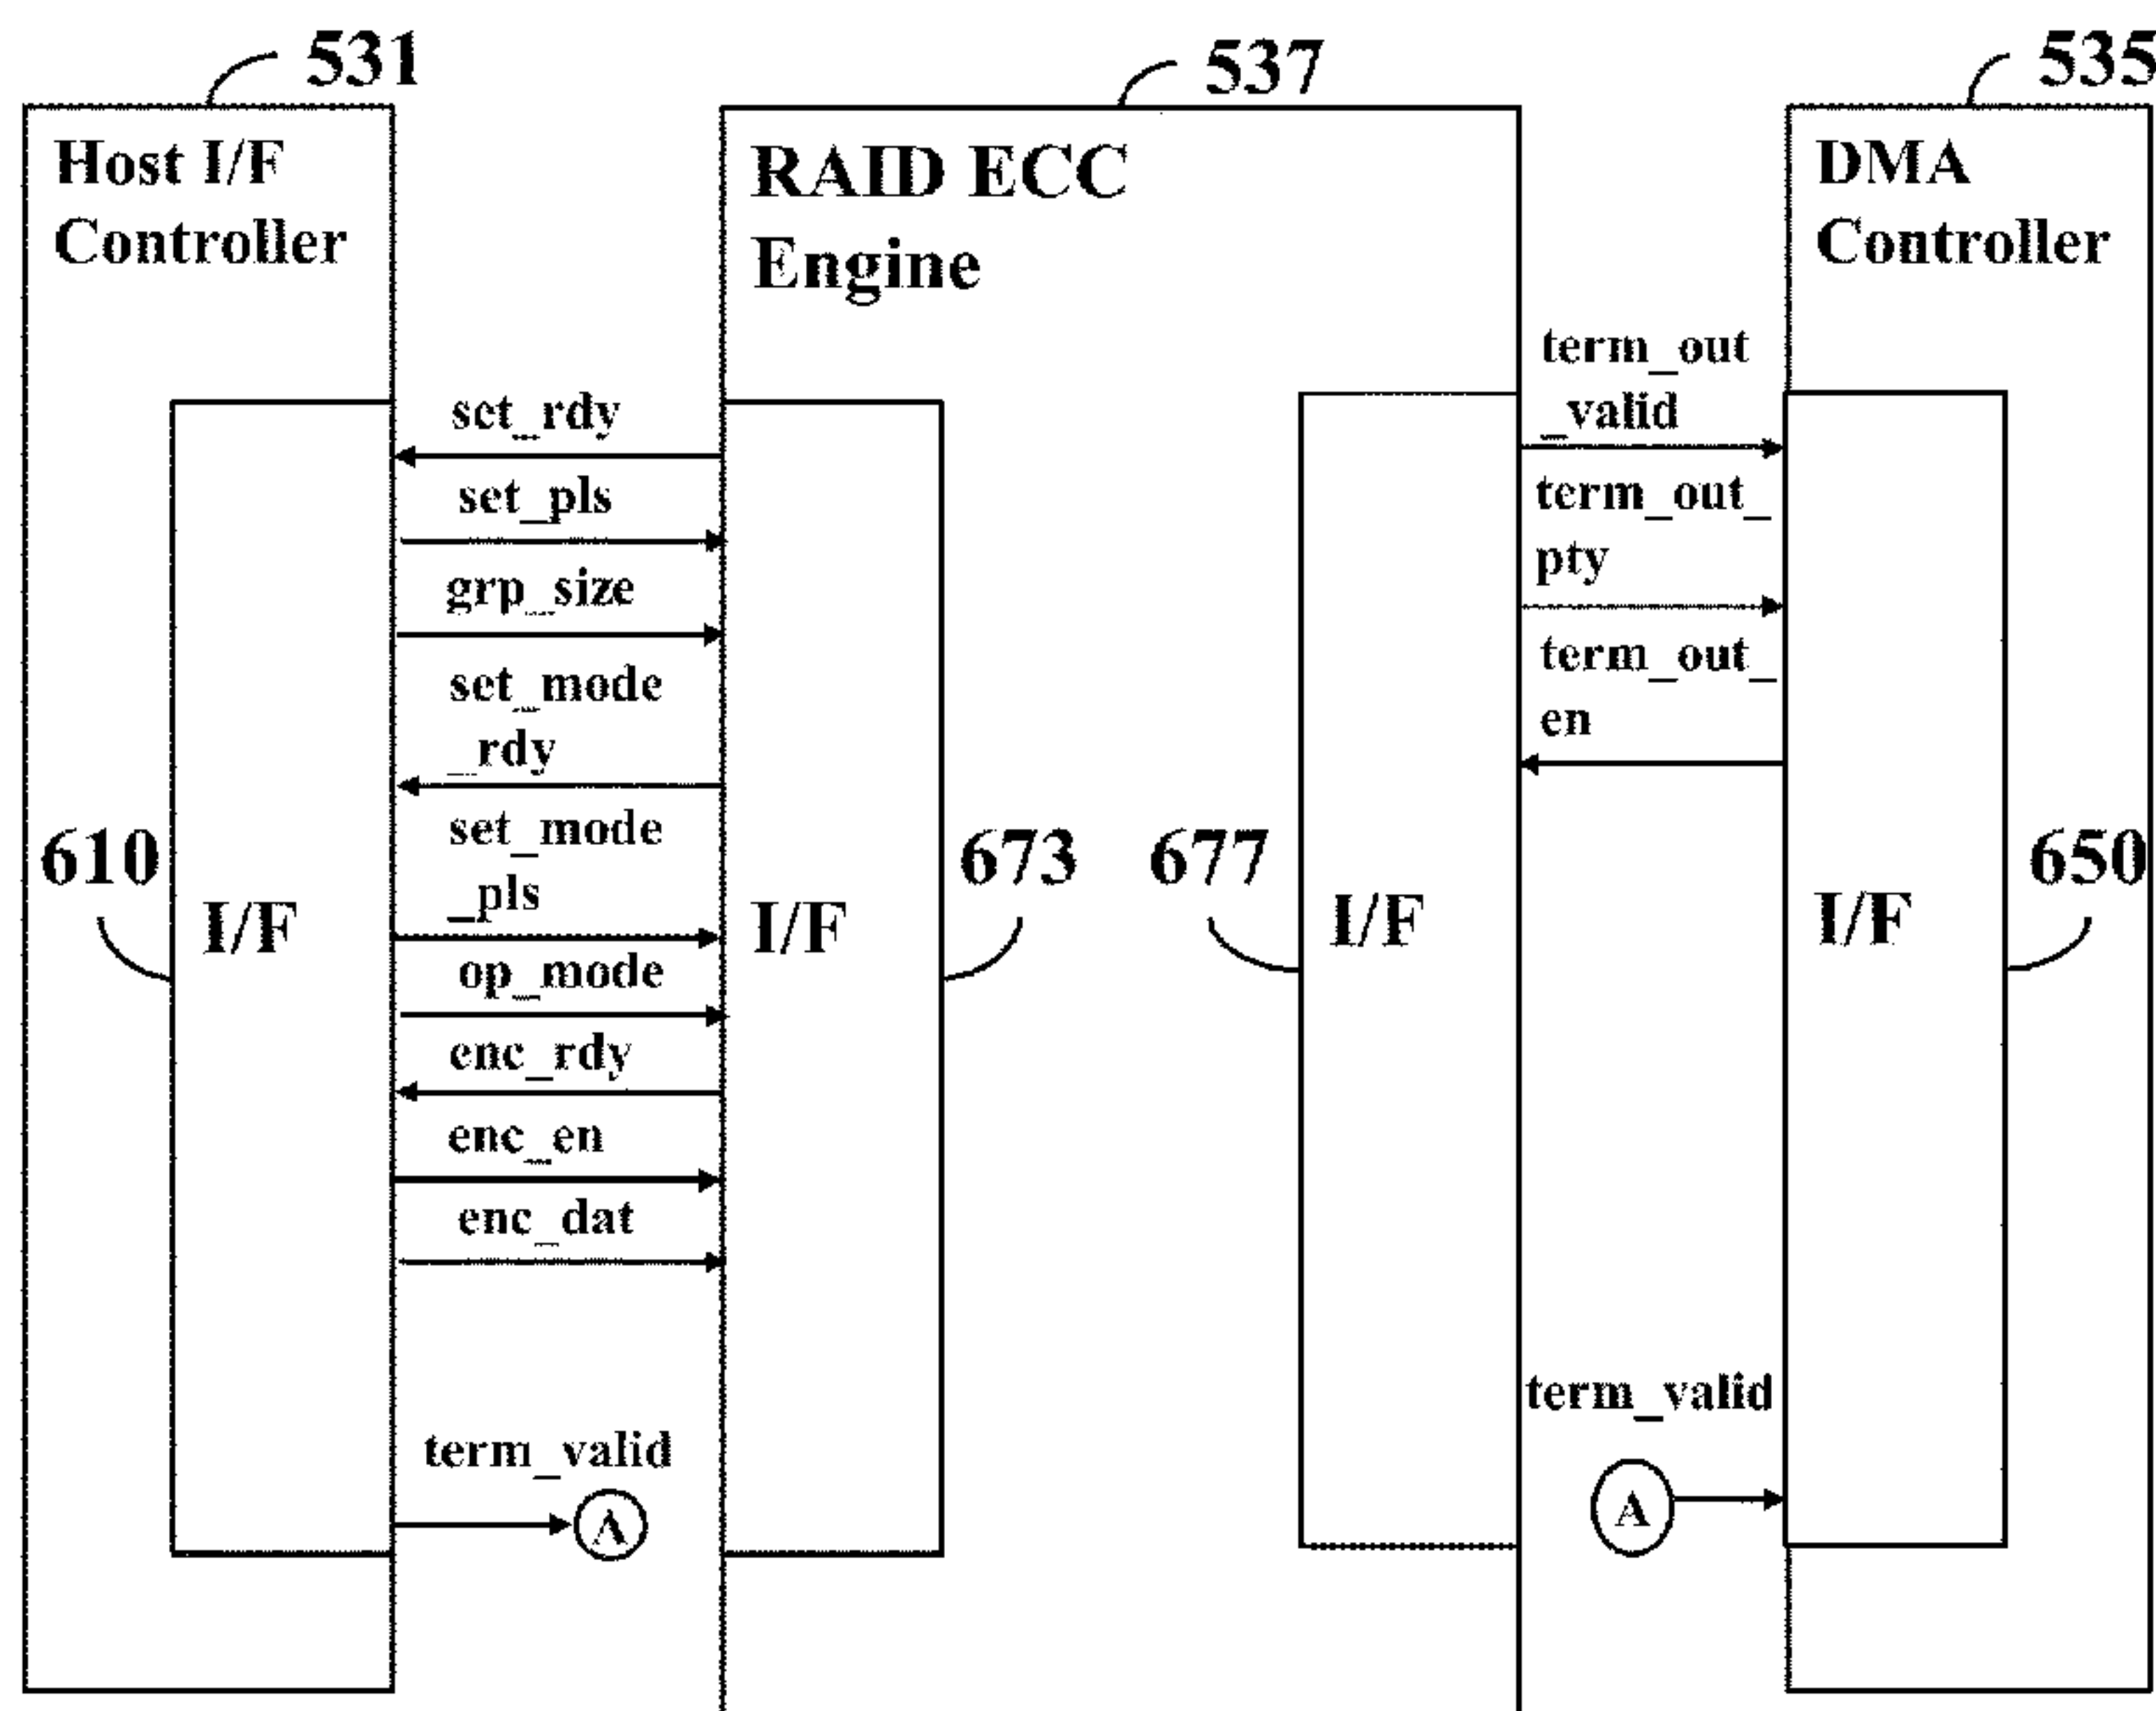 531
537
535
Host I/F
Controller
RAID ECC
Engine
DMA
Controller
set_rdy
set_pls
grp_size
set_mode
_rdy
set_mode
_pls
op_mode
enc_rdy
enc_en
enc_dat
term_valid
A
term_out
_valid
term_out_
pty
term_out_
en
term_valid
A
610
I/F
I/F
673
677
I/F
I/F
650